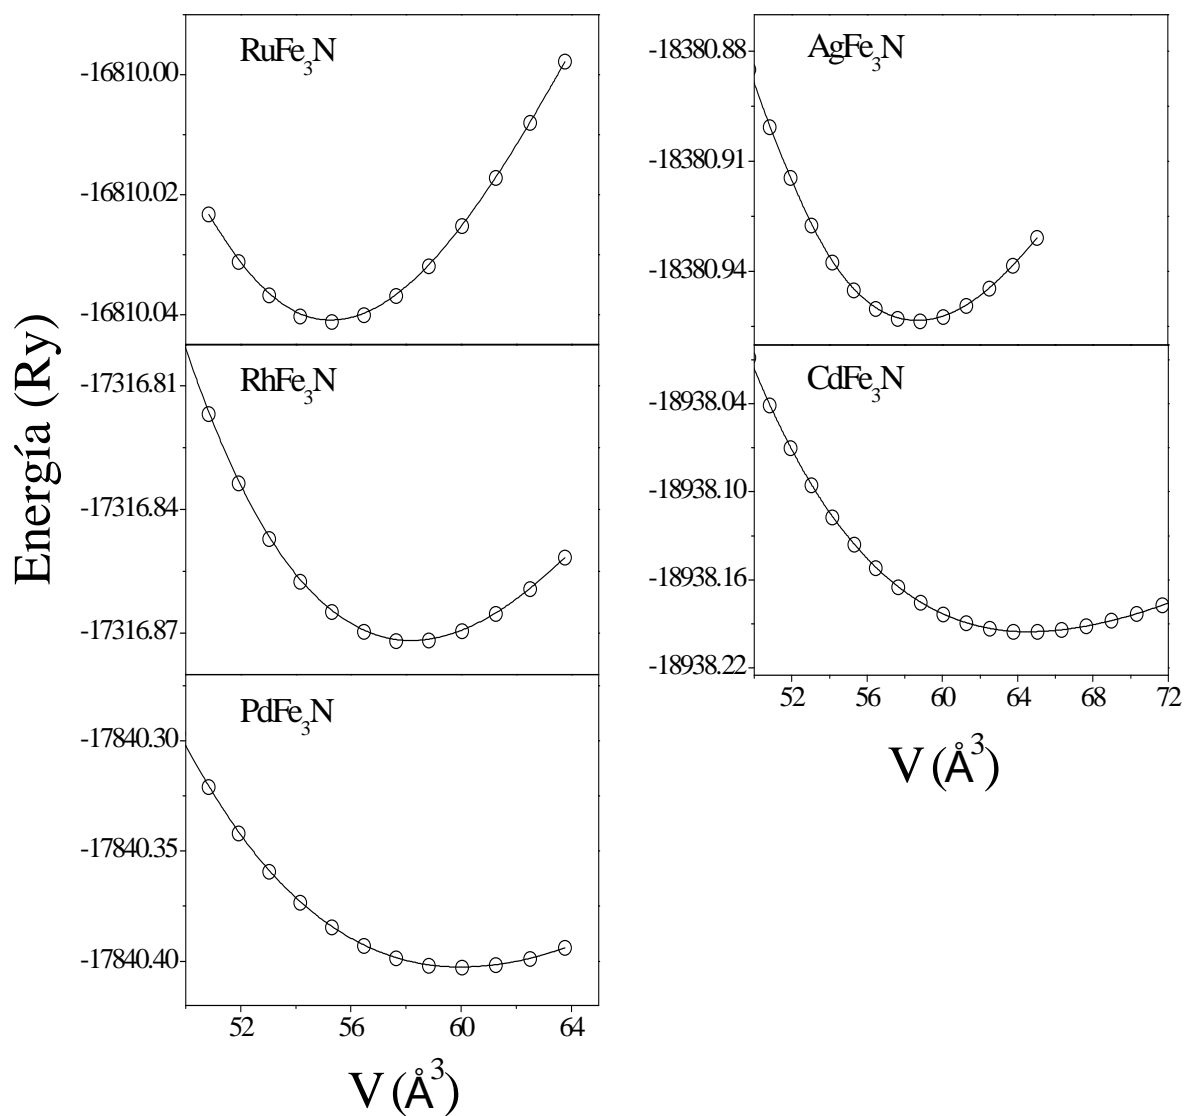 Energía (Ry)
RuFe3N
-16810.00
-16810.02
-16810.04
RhFe3N
-17316.81
-17316.84
-17316.87
PdFe3N
-17840.30
-17840.35
-17840.40
52 56 60 64
V (Å3)
AgFe3N
-18380.88
-18380.91
-18380.94
CdFe3N
-18938.04
-18938.10
-18938.16
-18938.22
52 56 60 64 68 72
V (Å3)